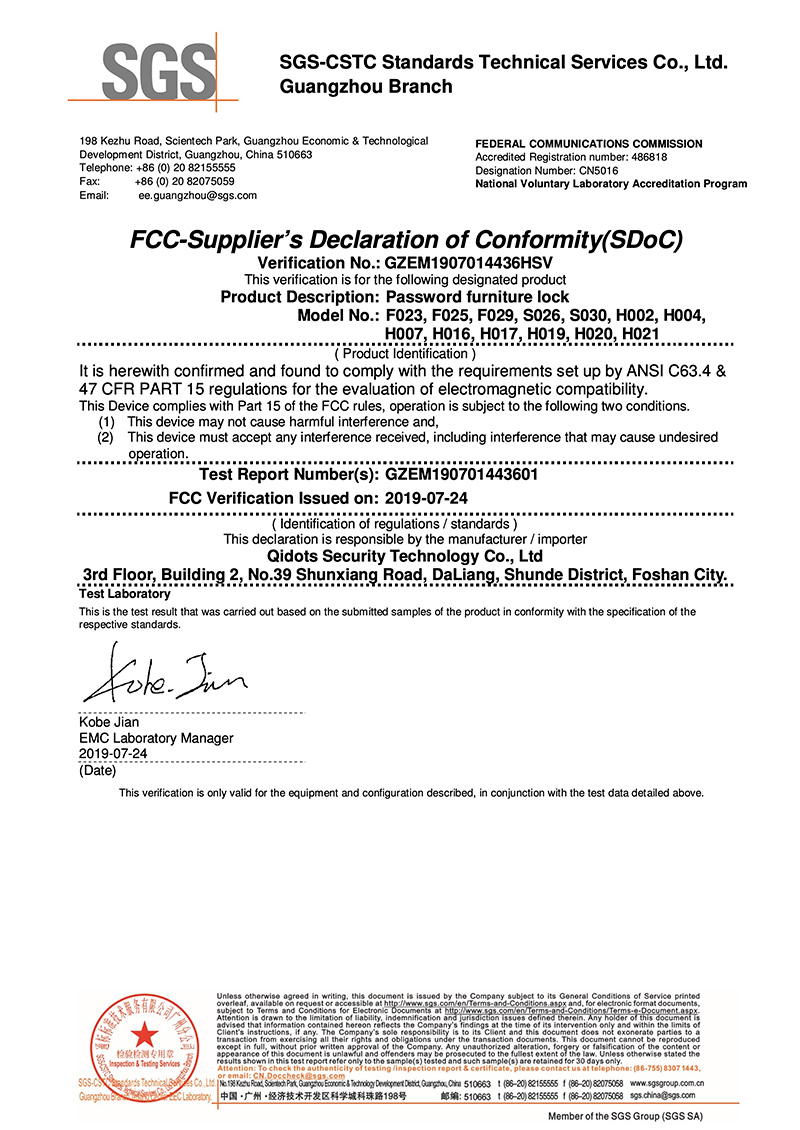 SGS
SGS-CSTC Standards Technical Services Co., Ltd.
Guangzhou Branch
198 Kezhu Road, Scientech Park, Guangzhou Economic & Technological
Development District, Guangzhou, China 510663
Telephone: +86 (0) 20 82155555
Fax: +86 (0) 20 82075059
Email: ee.guangzhou@sgs.com
FEDERAL COMMUNICATIONS COMMISSION
Accredited Registration number: 486818
Designation Number: CN5016
National Voluntary Laboratory Accreditation Program
FCC-Supplier's Declaration of Conformity(SDoC)
Verification No.: GZEM1907014436HSV
This verification is for the following designated product
Product Description: Password furniture lock
Model No.: F023, F025, F029, S026, S030, H002, H004,
H007, H016, H017, H019, H020, H021
( Product Identification )
It is herewith confirmed and found to comply with the requirements set up by ANSI C63.4 &
47 CFR PART 15 regulations for the evaluation of electromagnetic compatibility.
This Device complies with Part 15 of the FCC rules, operation is subject to the following two conditions.
(1) This device may not cause harmful interference and,
(2) This device must accept any interference received, including interference that may cause undesired
operation.
Test Report Number(s): GZEM190701443601
FCC Verification Issued on: 2019-07-24
( Identification of regulations / standards )
This declaration is responsible by the manufacturer / importer
Qidots Security Technology Co., Ltd
3rd Floor, Building 2, No.39 Shunxiang Road, DaLiang, Shunde District, Foshan City.
Test Laboratory
This is the test result that was carried out based on the submitted samples of the product in conformity with the specification of the
respective standards.
Kobe Jian
Kobe Jian
EMC Laboratory Manager
2019-07-24
(Date)
This verification is only valid for the equipment and configuration described, in conjunction with the test data detailed above.
Unless otherwise agreed in writing, this document is issued by the Company subject to its General Conditions of Service printed
overleaf, available on request or accessible at http://www.sgs.com/en/Terms-and-Conditions.aspx and, for electronic format documents,
subject to Terms and Conditions for Electronic Documents at http://www.sgs.com/en/Terms-and-Conditions/Terms-e-Document.aspx.
Attention is drawn to the limitation of liability, indemnification and jurisdiction issues defined therein. Any holder of this document is
advised that information contained hereon reflects the Company's findings at the time of its intervention only and within the limits of
Client's instructions, if any. The Company's sole responsibility is to its Client and this document does not exonerate parties to a
transaction from exercising all their rights and obligations under the transaction documents. This document cannot be reproduced
except in full, without prior written approval of the Company. Any unauthorized alteration, forgery or falsification of the content or
appearance of this document is unlawful and offenders may be prosecuted to the fullest extent of the law. Unless otherwise stated the
results shown in this test report refer only to the sample(s) tested and such sample(s) are retained for 30 days only.
Attention: To check the authenticity of testing /inspection report & certificate, please contact us at telephone: (86-755) 8307 1443,
or email: CN.Doccheck@sgs.com
检验检测专用章
Inspection & Testing Services
SGS-CSTC Standards Technical Services Co., Ltd.
Guangzhou Branch
No.198 Kezhu Road, Scientech Park, Guangzhou Economic & Technology Development District, Guangzhou, China 510663 t (86-20) 82155555 f (86-20) 82075058 www.sgsgroup.com.cn
中国·广州·经济技术开发区科学城科珠路198号 邮编: 510663 t (86-20) 82155555 f (86-20) 82075058 sgs.china@sgs.com
Member of the SGS Group (SGS SA)